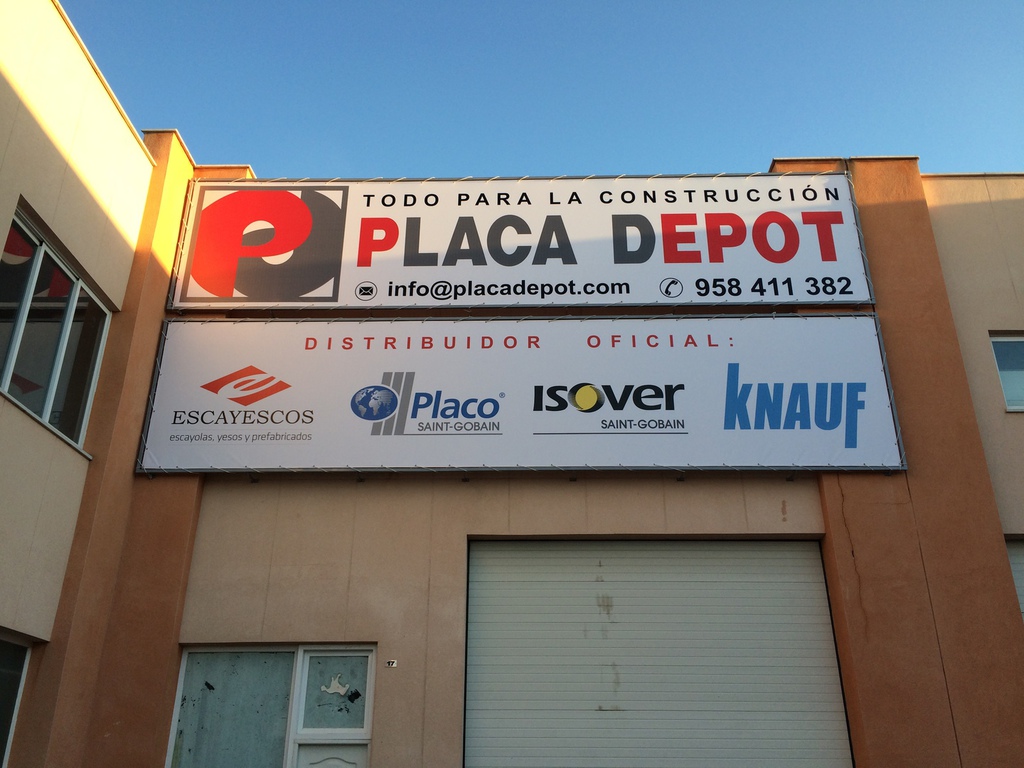 TODO PARA LA CONSTRUCCIÓN
PLACA DEPOT
info@placadepot.com 958 411 382
DISTRIBUIDOR OFICIAL:
ESCAYESCOS
escayolas, yesos y prefabricados
Placo®
SAINT-GOBAIN
ISOVER
SAINT-GOBAIN
KNAUF
17